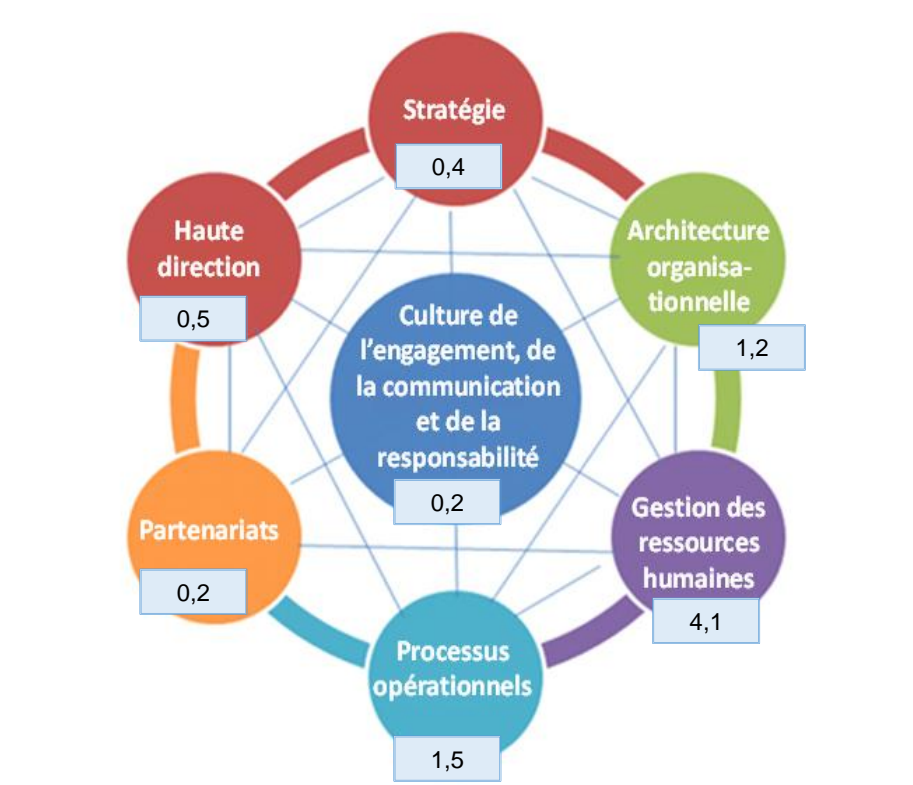 Stratégie
0,4
Haute
direction
0,5
Architecture
organisa-
tionnelle
1,2
Culture de
l’engagement, de
la communication
et de la
responsabilité
0,2
Partenariats
0,2
Gestion des
ressources
humaines
4,1
Processus
opérationnels
1,5